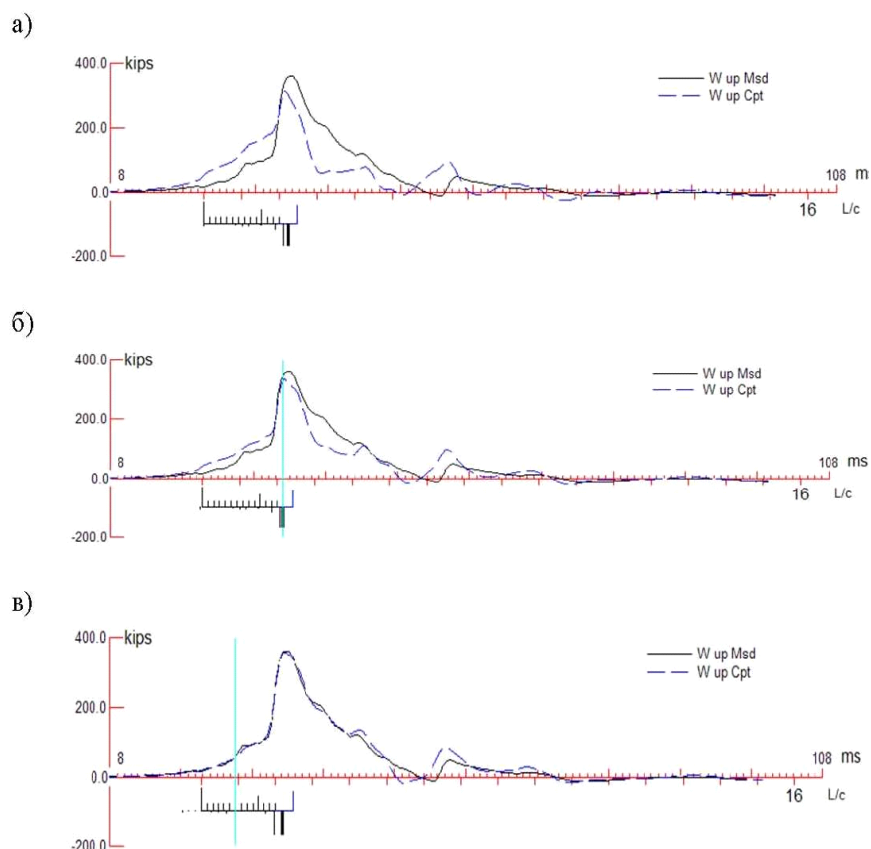 а)
400.0 kips
W up Msd
W up Cpt
200.0
8
108 ms
0.0
16 L/c
-200.0
б)
400.0 kips
W up Msd
W up Cpt
200.0
8
108 ms
0.0
16 L/c
-200.0
в)
400.0 kips
W up Msd
W up Cpt
200.0
8
108 ms
0.0
16 L/c
-200.0